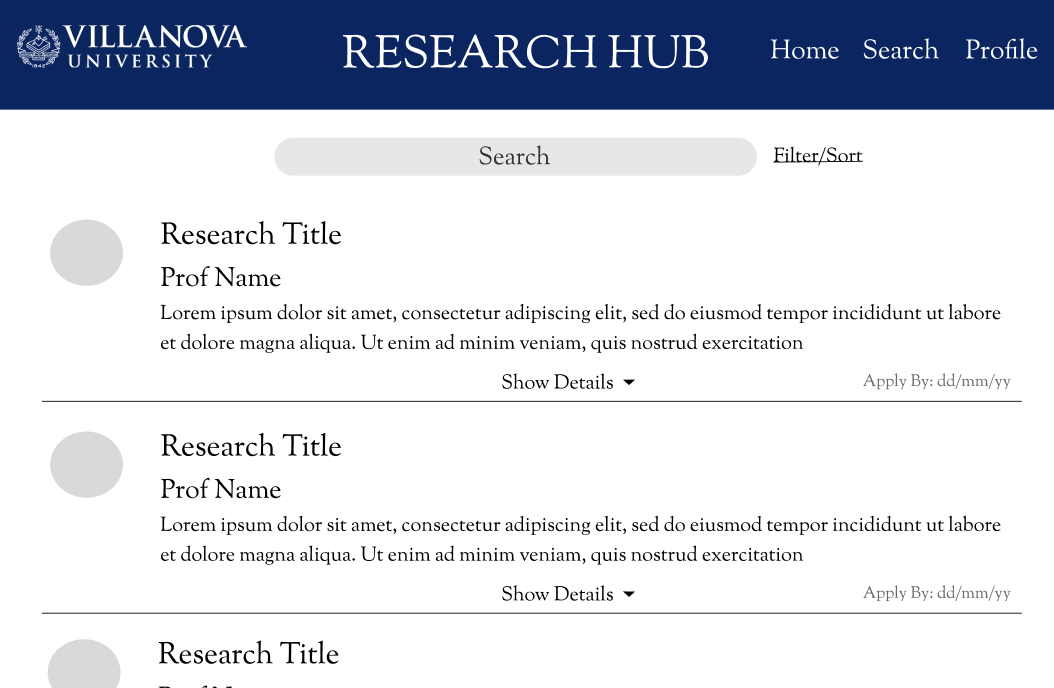 VILLANOVA
UNIVERSITY
1842
RESEARCH HUB
Home Search Profile
Search
Filter/Sort
Research Title
Prof Name
Lorem ipsum dolor sit amet, consectetur adipiscing elit, sed do eiusmod tempor incididunt ut labore
et dolore magna aliqua. Ut enim ad minim veniam, quis nostrud exercitation
Show Details
Apply By: dd/mm/yy
Research Title
Prof Name
Lorem ipsum dolor sit amet, consectetur adipiscing elit, sed do eiusmod tempor incididunt ut labore
et dolore magna aliqua. Ut enim ad minim veniam, quis nostrud exercitation
Show Details
Apply By: dd/mm/yy
Research Title